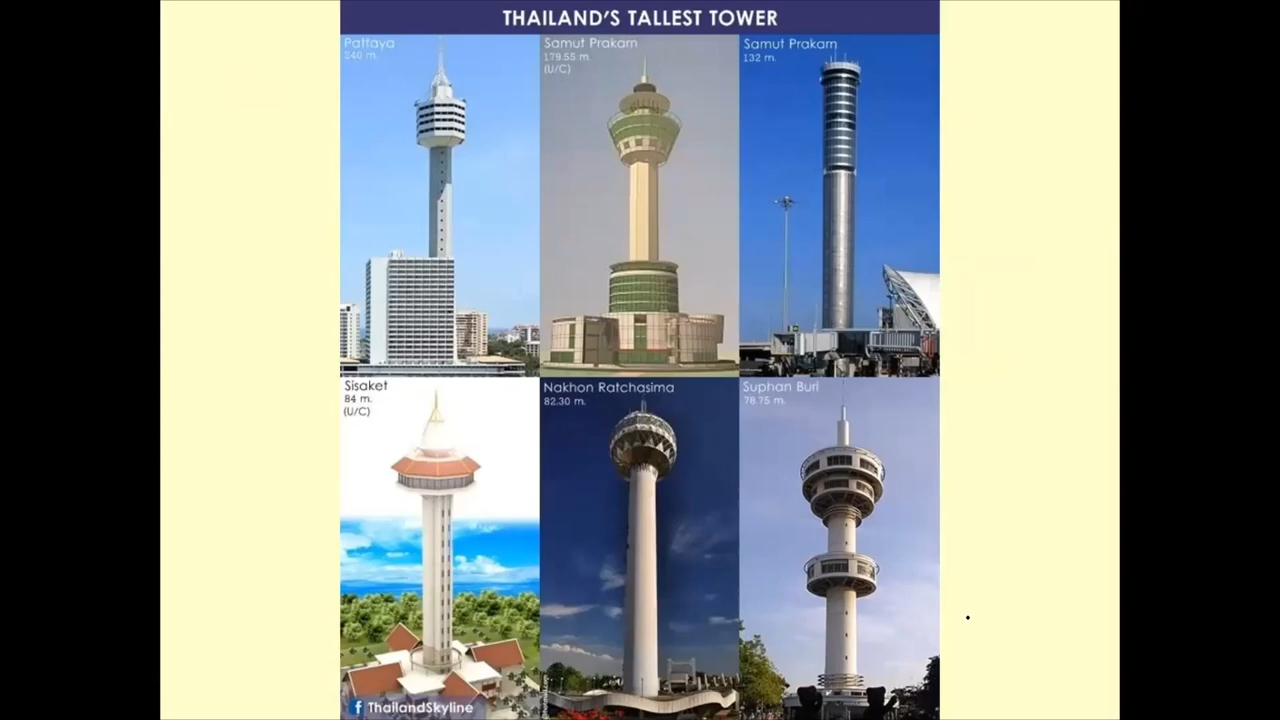 THAILAND'S TALLEST TOWER
Pattaya
240 m.
Samut Prakarn
179.55 m.
(U/C)
Samut Prakarn
132 m.
Sisaket
84 m.
(U/C)
Nakhon Ratchasima
82.30 m.
Suphan Buri
78.75 m.
f ThailandSkyline